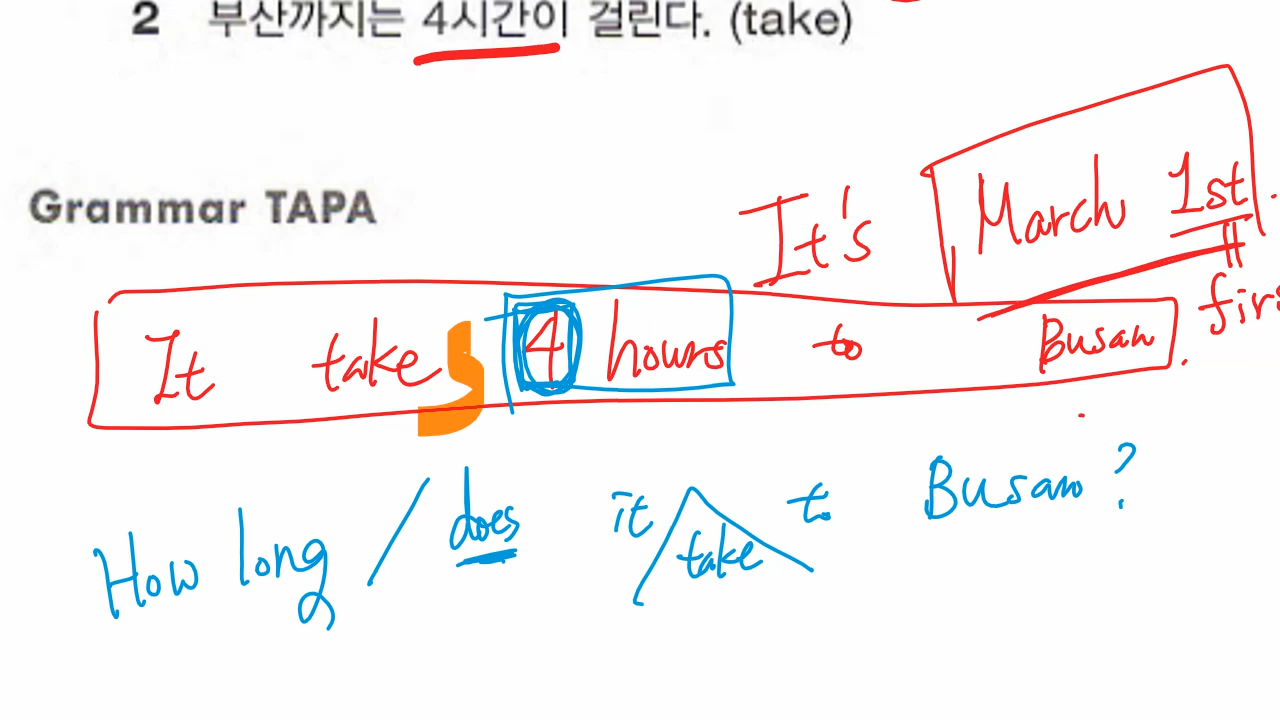 2 부산까지는 4시간이 걸린다. (take)
Grammar TAPA
It's March 1st.
firs
It takes 4 hours to Busan.
How long / does it take to Busan?